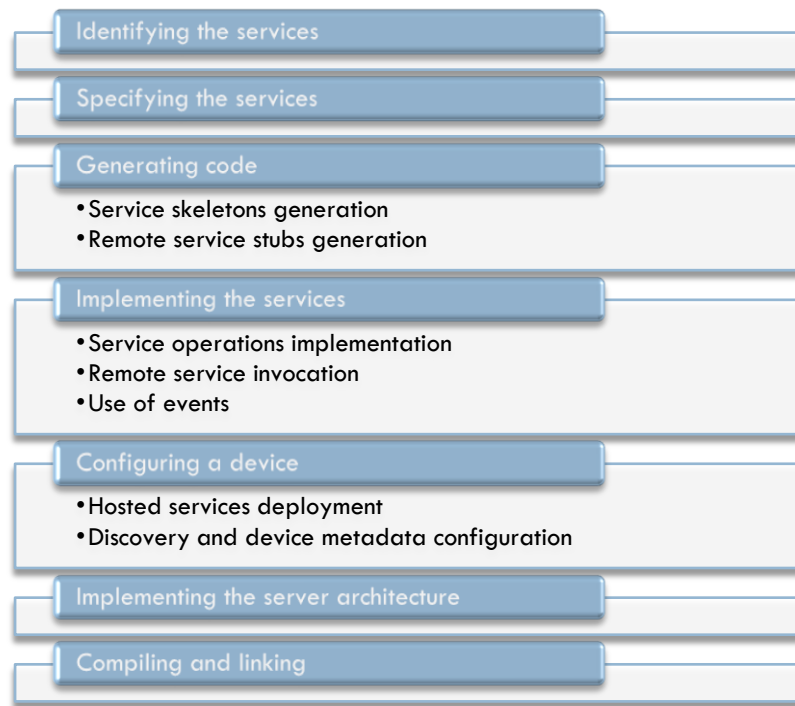 Identifying the services
Specifying the services
Generating code
•Service skeletons generation
•Remote service stubs generation
Implementing the services
•Service operations implementation
•Remote service invocation
•Use of events
Configuring a device
•Hosted services deployment
•Discovery and device metadata configuration
Implementing the server architecture
Compiling and linking